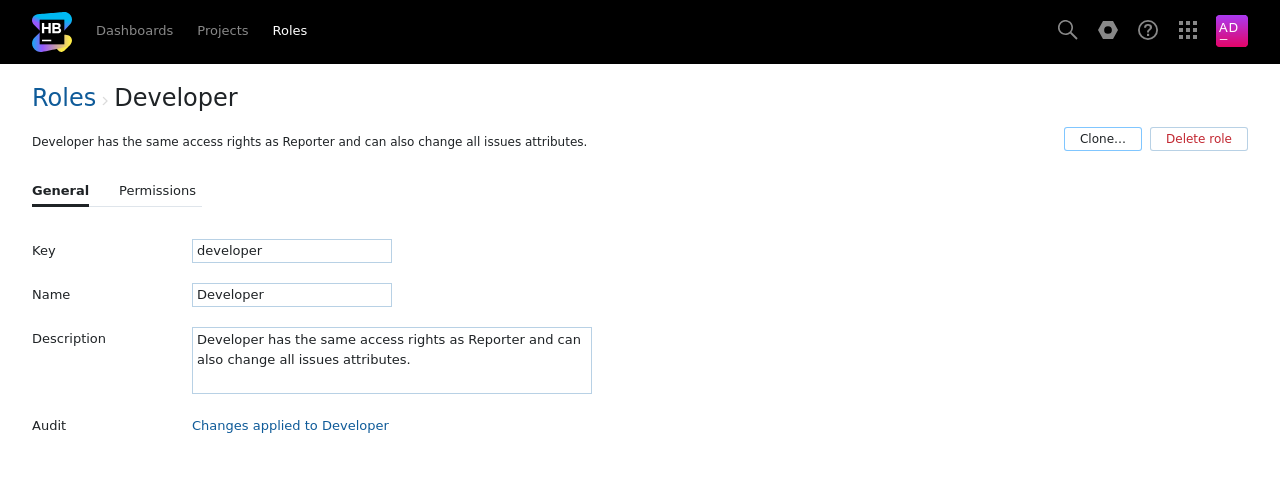 HB Dashboards Projects Roles AD
Roles › Developer
Developer has the same access rights as Reporter and can also change all issues attributes.
Clone... Delete role
General Permissions
Key developer
Name Developer
Description Developer has the same access rights as Reporter and can
also change all issues attributes.
Audit Changes applied to Developer